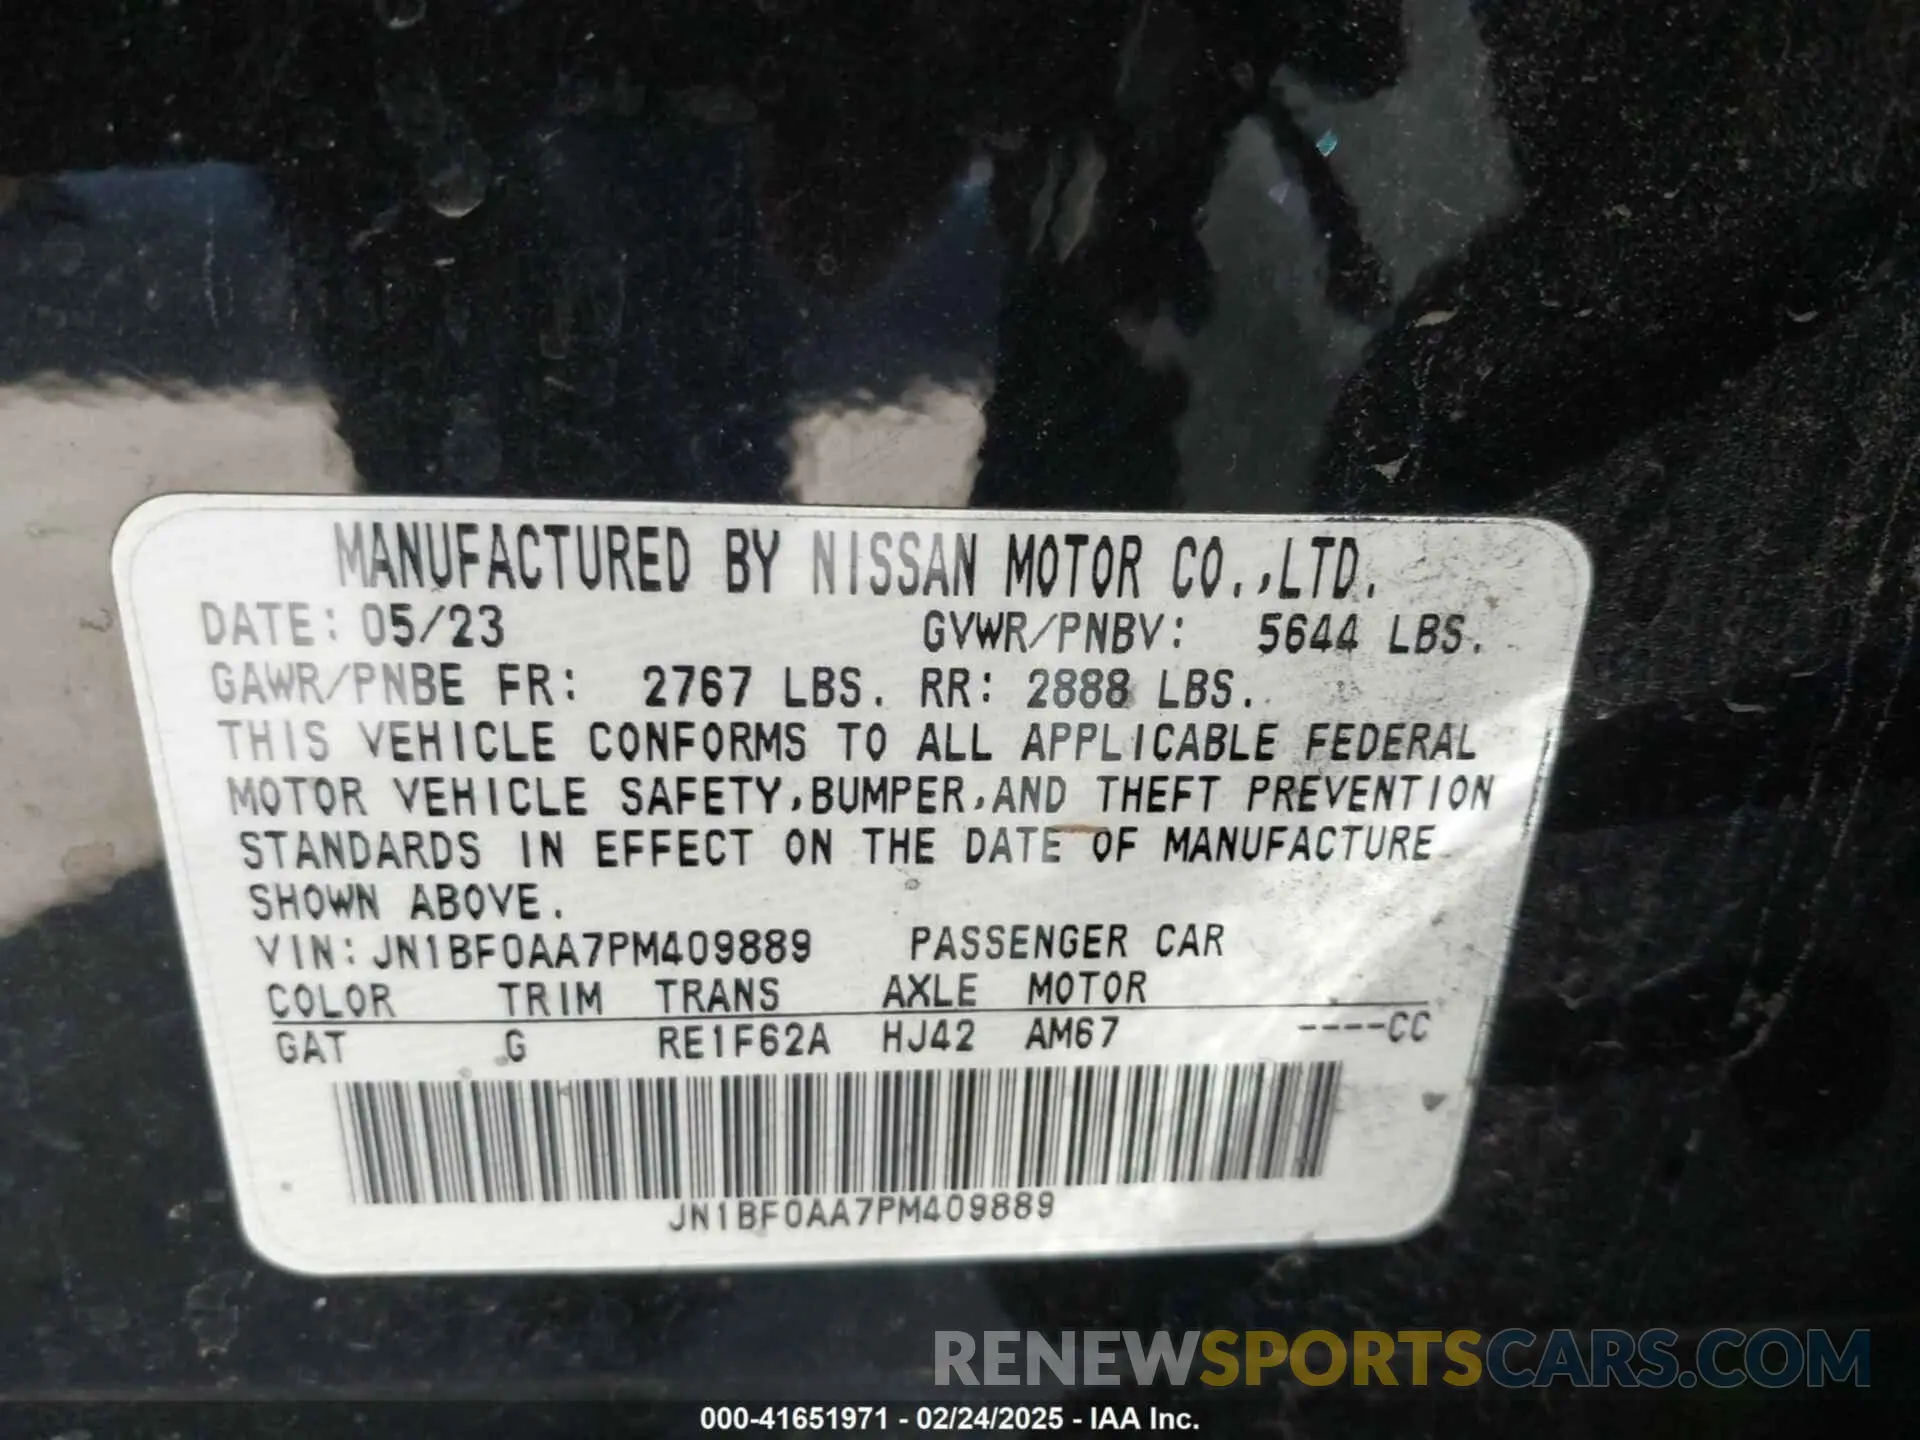 MANUFACTURED BY NISSAN MOTOR CO.,LTD.
DATE: 05/23 GVWR/PNBV: 5644 LBS.
GAWR/PNBE FR: 2767 LBS. RR: 2888 LBS.
THIS VEHICLE CONFORMS TO ALL APPLICABLE FEDERAL
MOTOR VEHICLE SAFETY,BUMPER,AND THEFT PREVENTION
STANDARDS IN EFFECT ON THE DATE OF MANUFACTURE
SHOWN ABOVE.
VIN: JN1BF0AA7PM409889 PASSENGER CAR
COLOR TRIM TRANS AXLE MOTOR
GAT G RE1F62A HJ42 AM67 ----CC
JN1BF0AA7PM409889
RENEWSPORTSCARS.COM
000-41651971 - 02/24/2025 - IAA Inc.